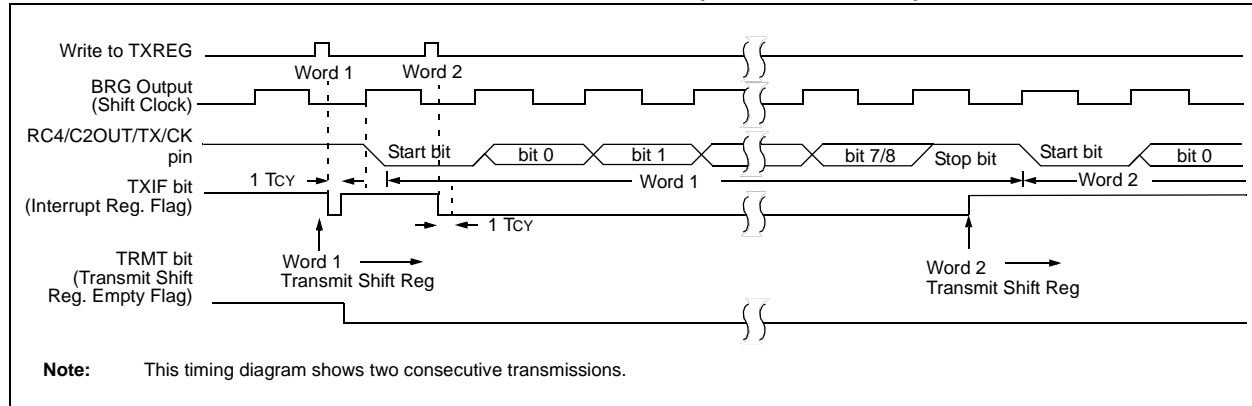 Write to TXREG
Word 1
Word 2
BRG Output
(Shift Clock)
RC4/C2OUT/TX/CK
pin
Start bit
bit 0
bit 1
bit 7/8
Stop bit
Start bit
bit 0
1 TCY
Word 1
Word 2
TXIF bit
(Interrupt Reg. Flag)
1 TCY
Word 1
Transmit Shift Reg
Word 2
Transmit Shift Reg
TRMT bit
(Transmit Shift
Reg. Empty Flag)
Note: This timing diagram shows two consecutive transmissions.